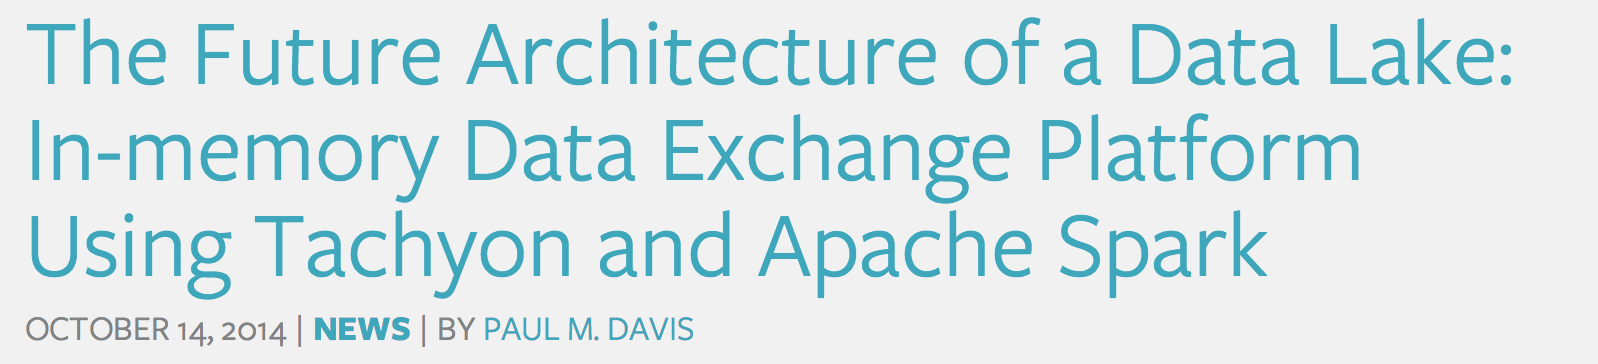 The Future Architecture of a Data Lake:
In-memory Data Exchange Platform
Using Tachyon and Apache Spark
OCTOBER 14, 2014 | NEWS | BY PAUL M. DAVIS